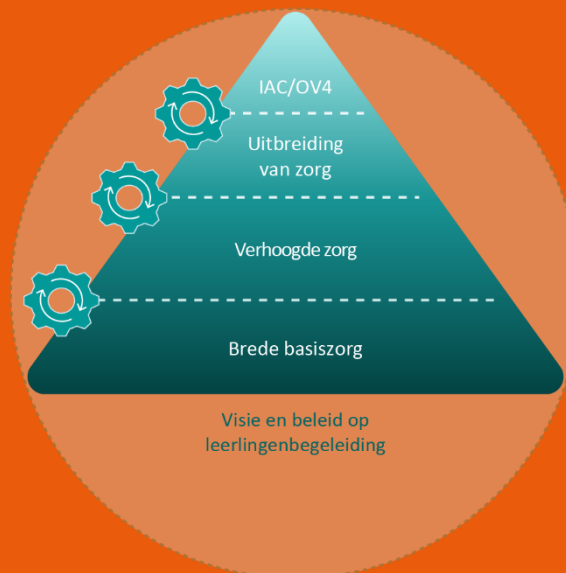 IAC/OV4
Uitbreiding
van zorg
Verhoogde zorg
Brede basiszorg
Visie en beleid op
leerlingenbegeleiding